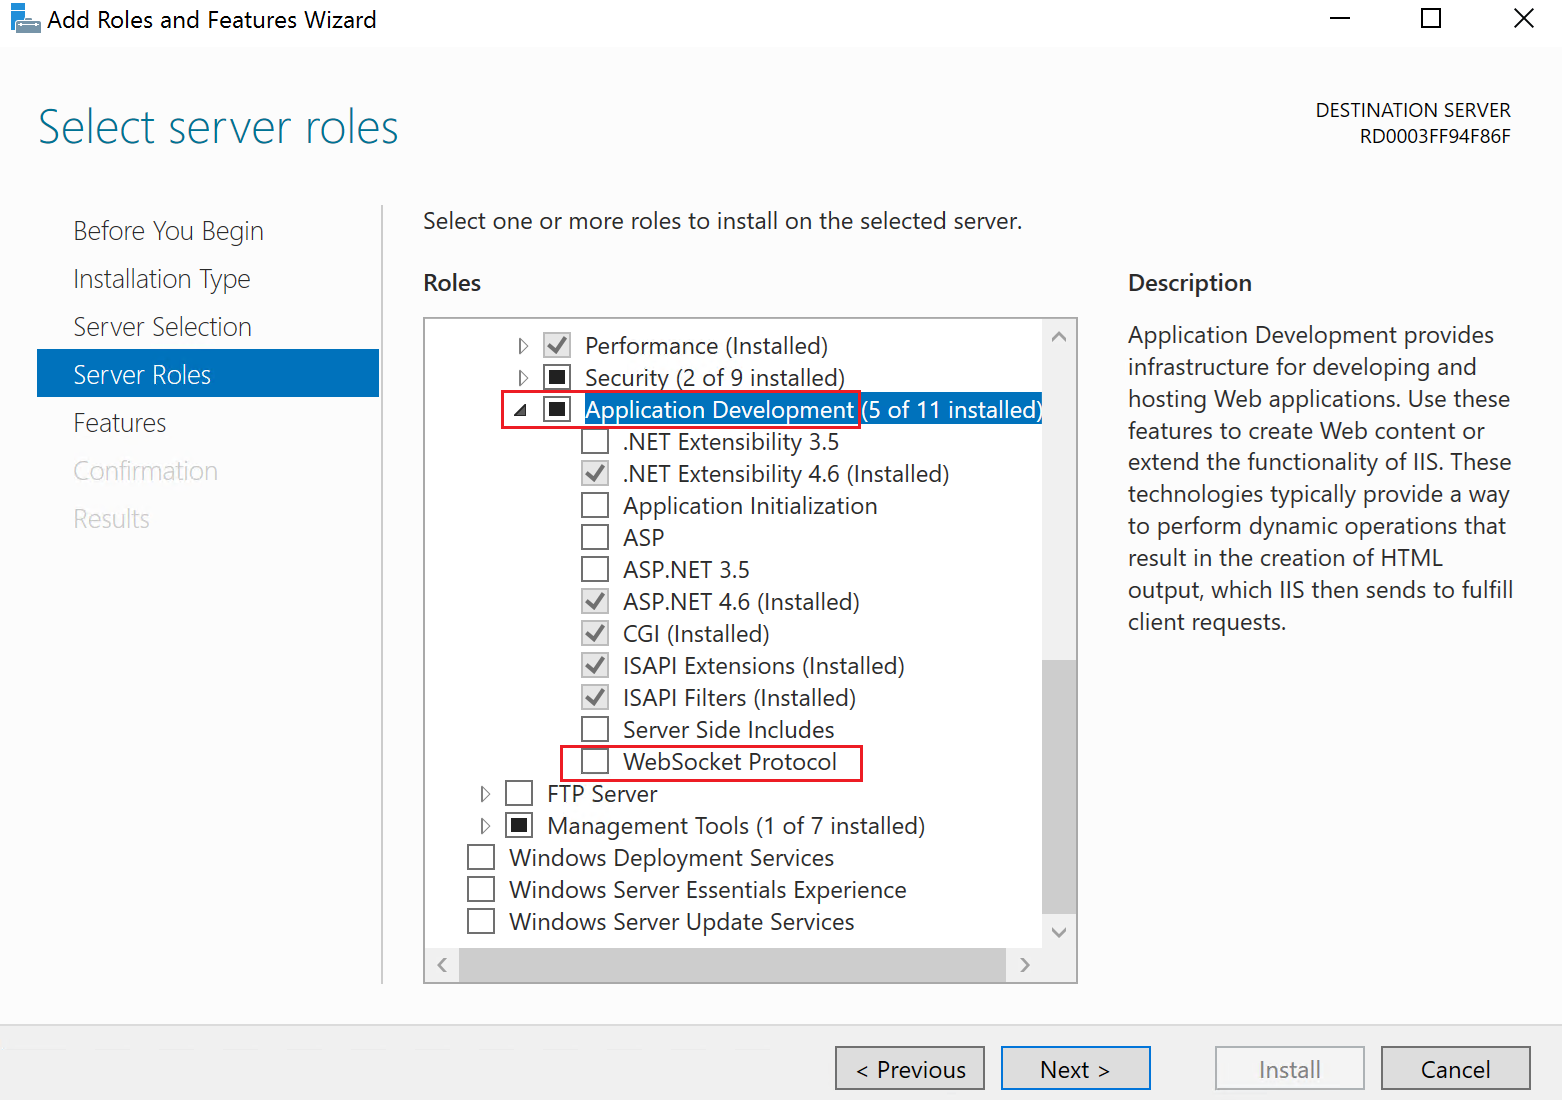 Add Roles and Features Wizard
Select server roles
DESTINATION SERVER
RD0003FF94F86F
Before You Begin
Installation Type
Server Selection
Server Roles
Features
Confirmation
Results
Select one or more roles to install on the selected server.
Roles
Performance (Installed)
Security (2 of 9 installed)
Application Development (5 of 11 installed)
.NET Extensibility 3.5
.NET Extensibility 4.6 (Installed)
Application Initialization
ASP
ASP.NET 3.5
ASP.NET 4.6 (Installed)
CGI (Installed)
ISAPI Extensions (Installed)
ISAPI Filters (Installed)
Server Side Includes
WebSocket Protocol
FTP Server
Management Tools (1 of 7 installed)
Windows Deployment Services
Windows Server Essentials Experience
Windows Server Update Services
Description
Application Development provides
infrastructure for developing and
hosting Web applications. Use these
features to create Web content or
extend the functionality of IIS. These
technologies typically provide a way
to perform dynamic operations that
result in the creation of HTML
output, which IIS then sends to fulfill
client requests.
< Previous
Next >
Install
Cancel